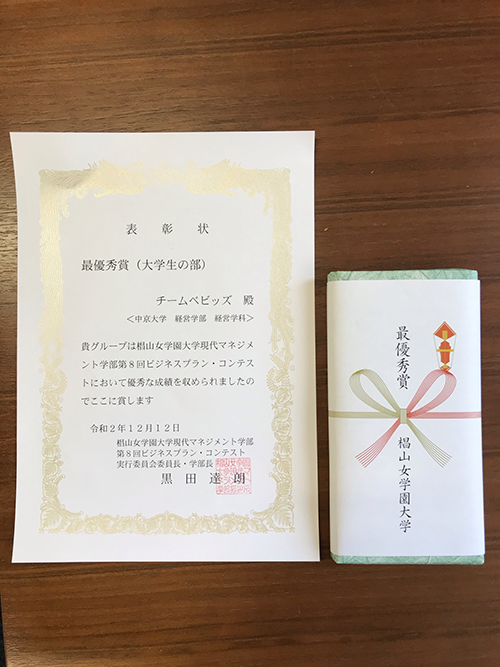 表彰状
最優秀賞（大学生の部）
チームベビッズ 殿
＜中京大学 経営学部 経営学科＞
貴グループは椙山女学園大学現代マネジメ
ント学部第８回ビジネスプラン・コンテス
トにおいて優秀な成績を収められましたの
でここに賞します
令和２年１２月１２日
椙山女学園大学現代マネジメント学部
第８回ビジネスプラン・コンテスト
実行委員会委員長・学部長
黒田達朗
最優秀賞
椙山女学園大学